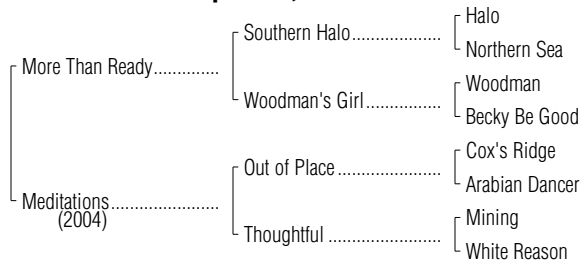 Halo
Southern Halo....................
Northern Sea
More Than Ready..............
Woodman
Woodman's Girl.................
Becky Be Good
Cox's Ridge
Out of Place.......................
Arabian Dancer
Meditations.......................
(2004)
Mining
Thoughtful ........................
White Reason